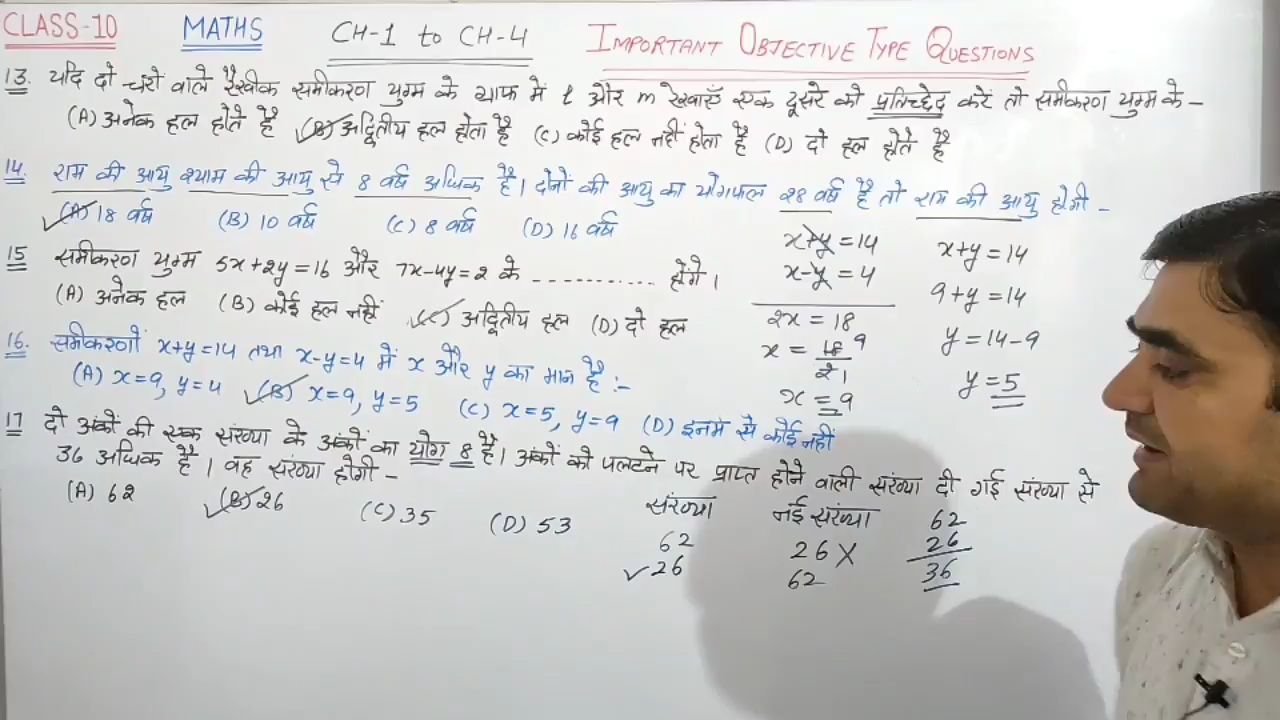 CLASS-10 MATHS CH-1 to CH-4 IMPORTANT OBJECTIVE TYPE QUESTIONS
13. यदि दो चरों वाले रैखीक समीकरण युग्म के ग्राफ में l और m रेखाएँ एक दूसरे को प्रतिच्छेद करें तो समीकरण युग्म के –
(A) अनेक हल होते है (B) अद्वितीय हल होता है (C) कोई हल नहीं होता है (D) दो हल होते है
14. राम की आयु श्याम की आयु से 8 वर्ष अधिक है। दोनों की आयु का योगफल २8 वर्ष है तो राम की आयु होगी –
(A) 18 वर्ष (B) 10 वर्ष (C) 8 वर्ष (D) 16 वर्ष
15 समीकरण युग्म 5x+2y=16 और 7x-4y=2 के ............ होंगे।
(A) अनेक हल (B) कोई हल नहीं (C) अद्वितीय हल (D) दो हल
16. समीकरणों x+y=14 तथा x-y=4 में x और y का मान है :-
(A) x=9, y=4 (B) x=9, y=5 (C) x=5, y=9 (D) इनमें से कोई नहीं
17 दो अंकों की एक संख्या के अंकों का योग 8 है। अंकों को पलटने पर प्राप्त होने वाली संख्या दी गई संख्या से
36 अधिक है। वह संख्या होगी –
(A) 62 (B) 26 (C) 35 (D) 53
x+y=14
x-y=4
2x=18
x=18 9
2 1
x=9
x+y=14
9+y=14
y=14-9
y=5
संख्या नई संख्या 62
62 26 X 26
26 62 36